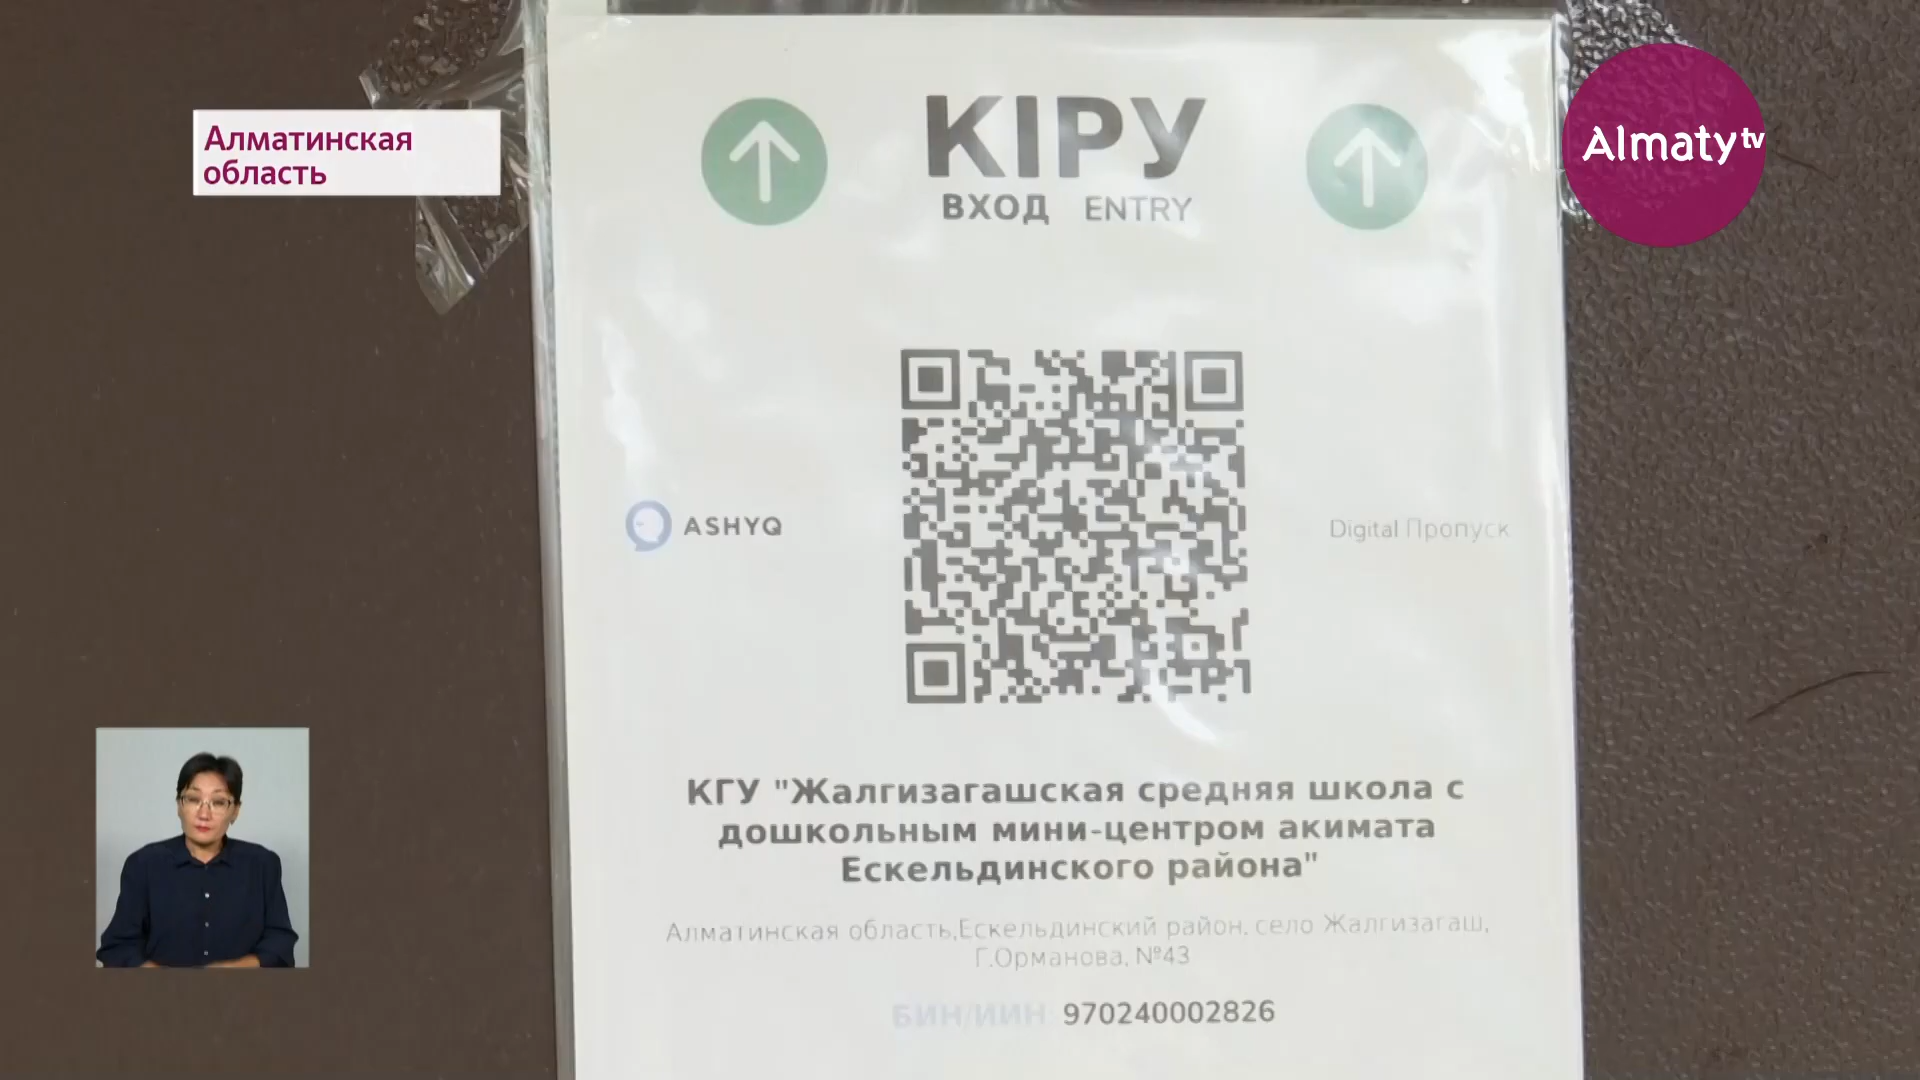 Алматинская
область
Almaty tv
КІРУ
ВХОД ENTRY
ASHYQ
Digital Пропуск
КГУ "Жалгизагашская средняя школа с
дошкольным мини-центром акимата
Ескельдинского района"
Алматинская область,Ескельдинский район, село Жалгизагаш,
Г.Орманова, №43
БИН/ИИН 970240002826